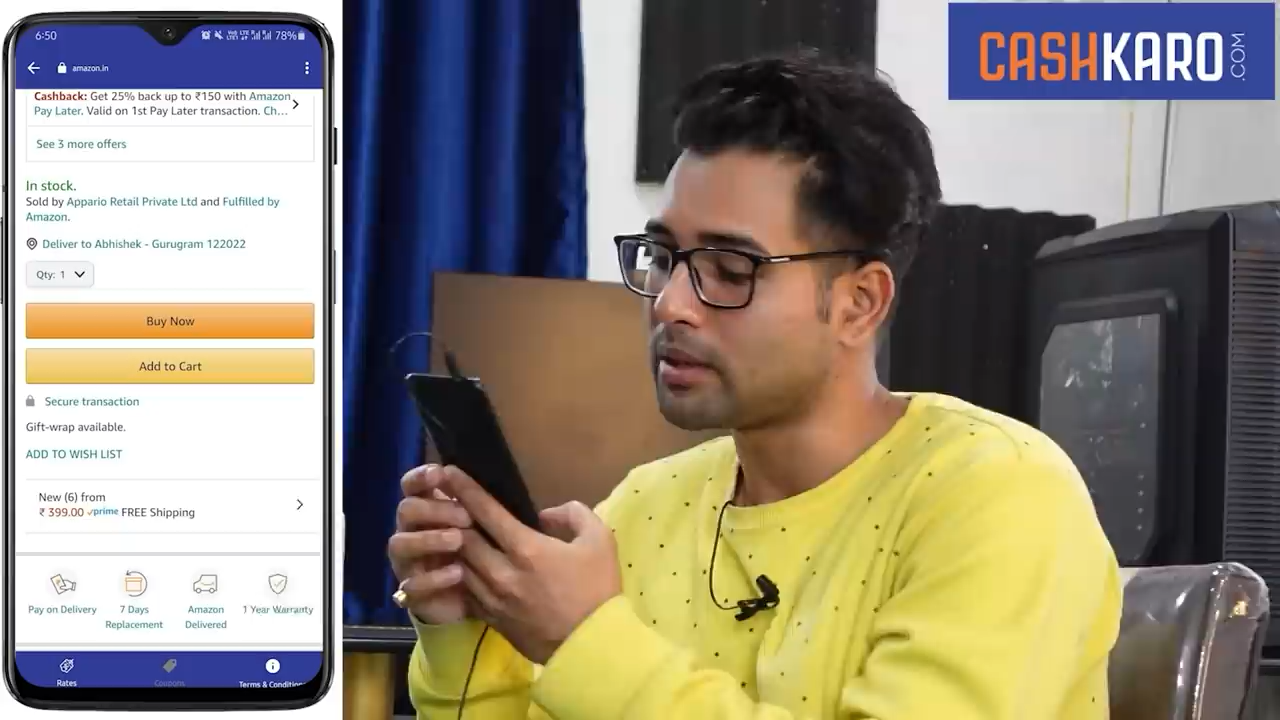 6:50
78%
amazon.in
Cashback: Get 25% back up to ₹150 with Amazon
Pay Later. Valid on 1st Pay Later transaction. Ch...
See 3 more offers
In stock.
Sold by Appario Retail Private Ltd and Fulfilled by
Amazon.
Deliver to Abhishek - Gurugram 122022
Qty: 1
Buy Now
Add to Cart
Secure transaction
Gift-wrap available.
ADD TO WISH LIST
New (6) from
₹ 399.00 prime FREE Shipping
Pay on Delivery
7 Days
Replacement
Amazon
Delivered
1 Year Warranty
Rates
Coupons
Terms & Condition
CASHKARO.COM